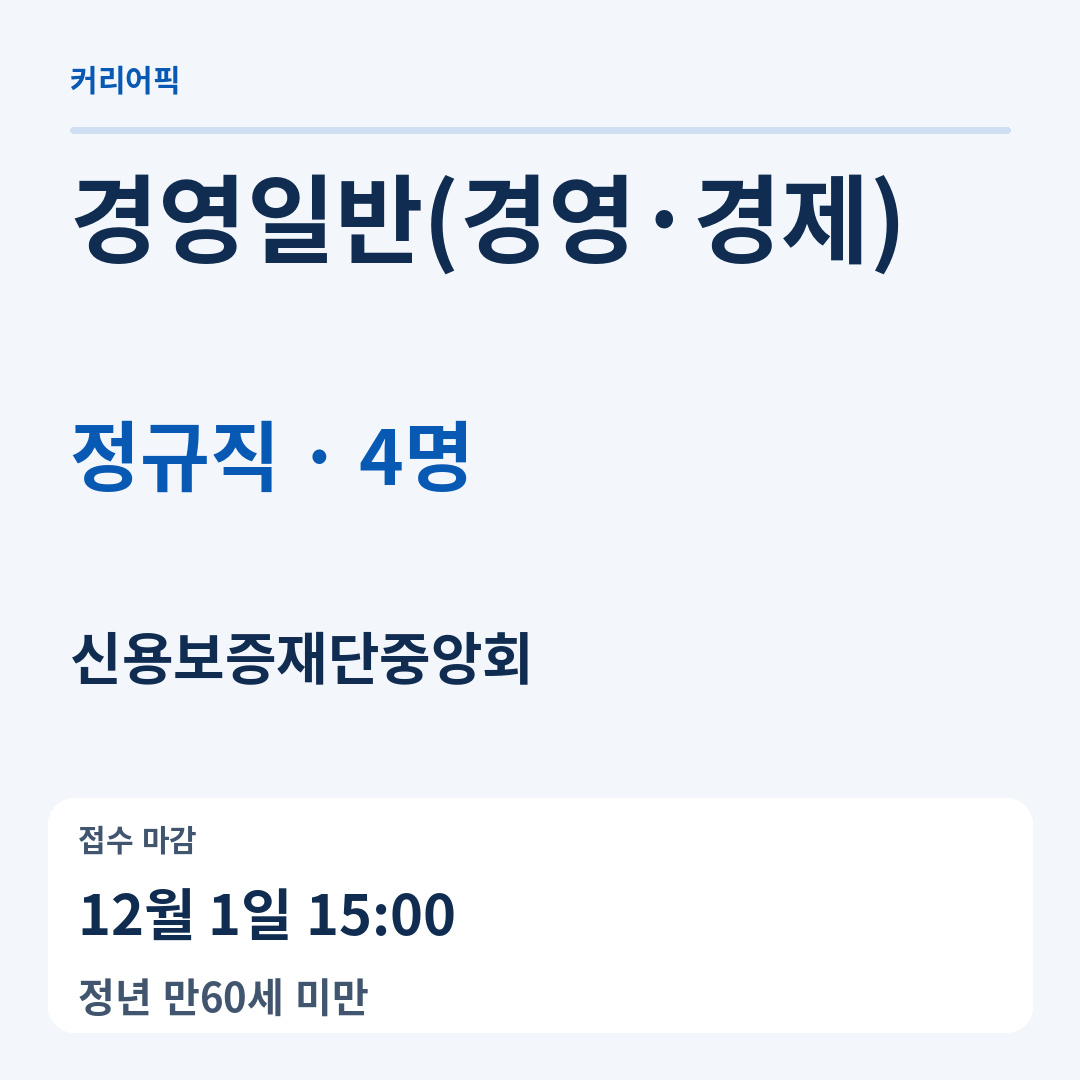 커리어픽
경영일반(경영·경제)
정규직 · 4명
신용보증재단중앙회
접수 마감
12월 1일 15:00
정년 만60세 미만